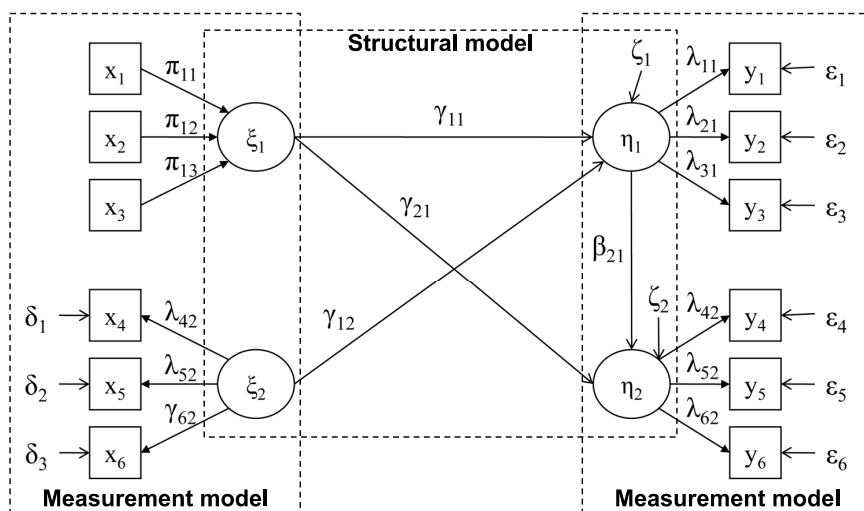 Structural model
x₁
π₁₁
ξ₁
x₂
π₁₂
x₃
π₁₃
γ₁₁
γ₂₁
γ₁₂
ζ₁
η₁
β₂₁
λ₁₁
y₁
ε₁
λ₂₁
y₂
ε₂
λ₃₁
y₃
ε₃
δ₁
x₄
λ₄₂
δ₂
x₅
λ₅₂
ξ₂
δ₃
x₆
γ₆₂
ζ₂
η₂
λ₄₂
y₄
ε₄
λ₅₂
y₅
ε₅
λ₆₂
y₆
ε₆
Measurement model
Measurement model